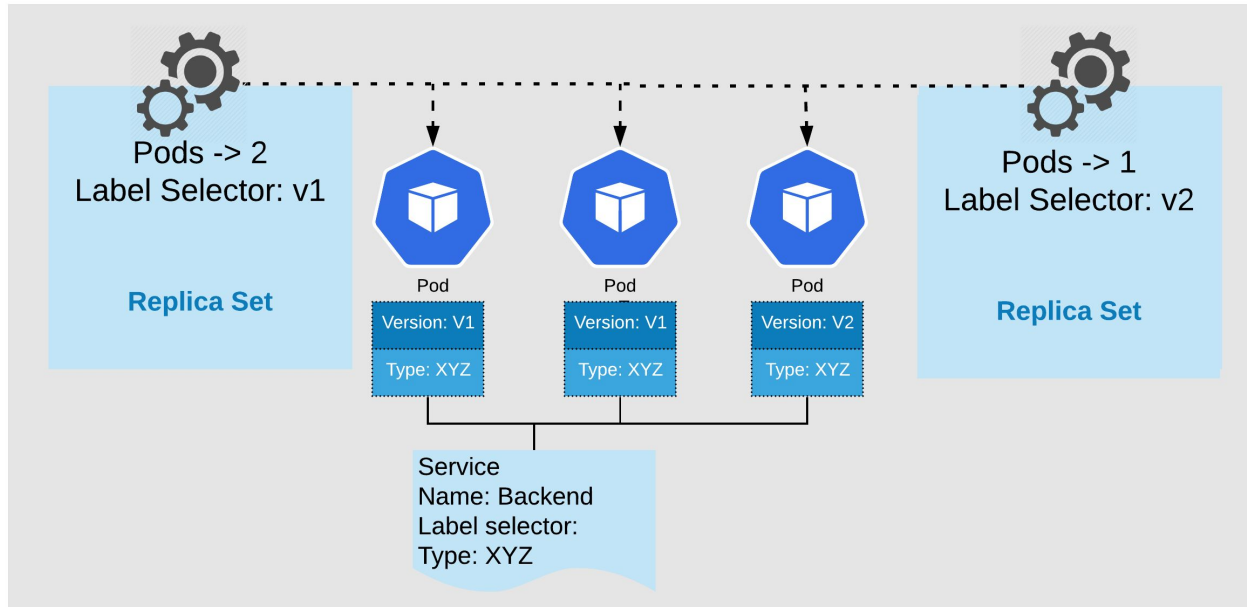 Pods -> 2
Label Selector: v1
Replica Set
Pods -> 1
Label Selector: v2
Replica Set
Pod
Version: V1
Type: XYZ
Pod
Version: V1
Type: XYZ
Pod
Version: V2
Type: XYZ
Service
Name: Backend
Label selector:
Type: XYZ